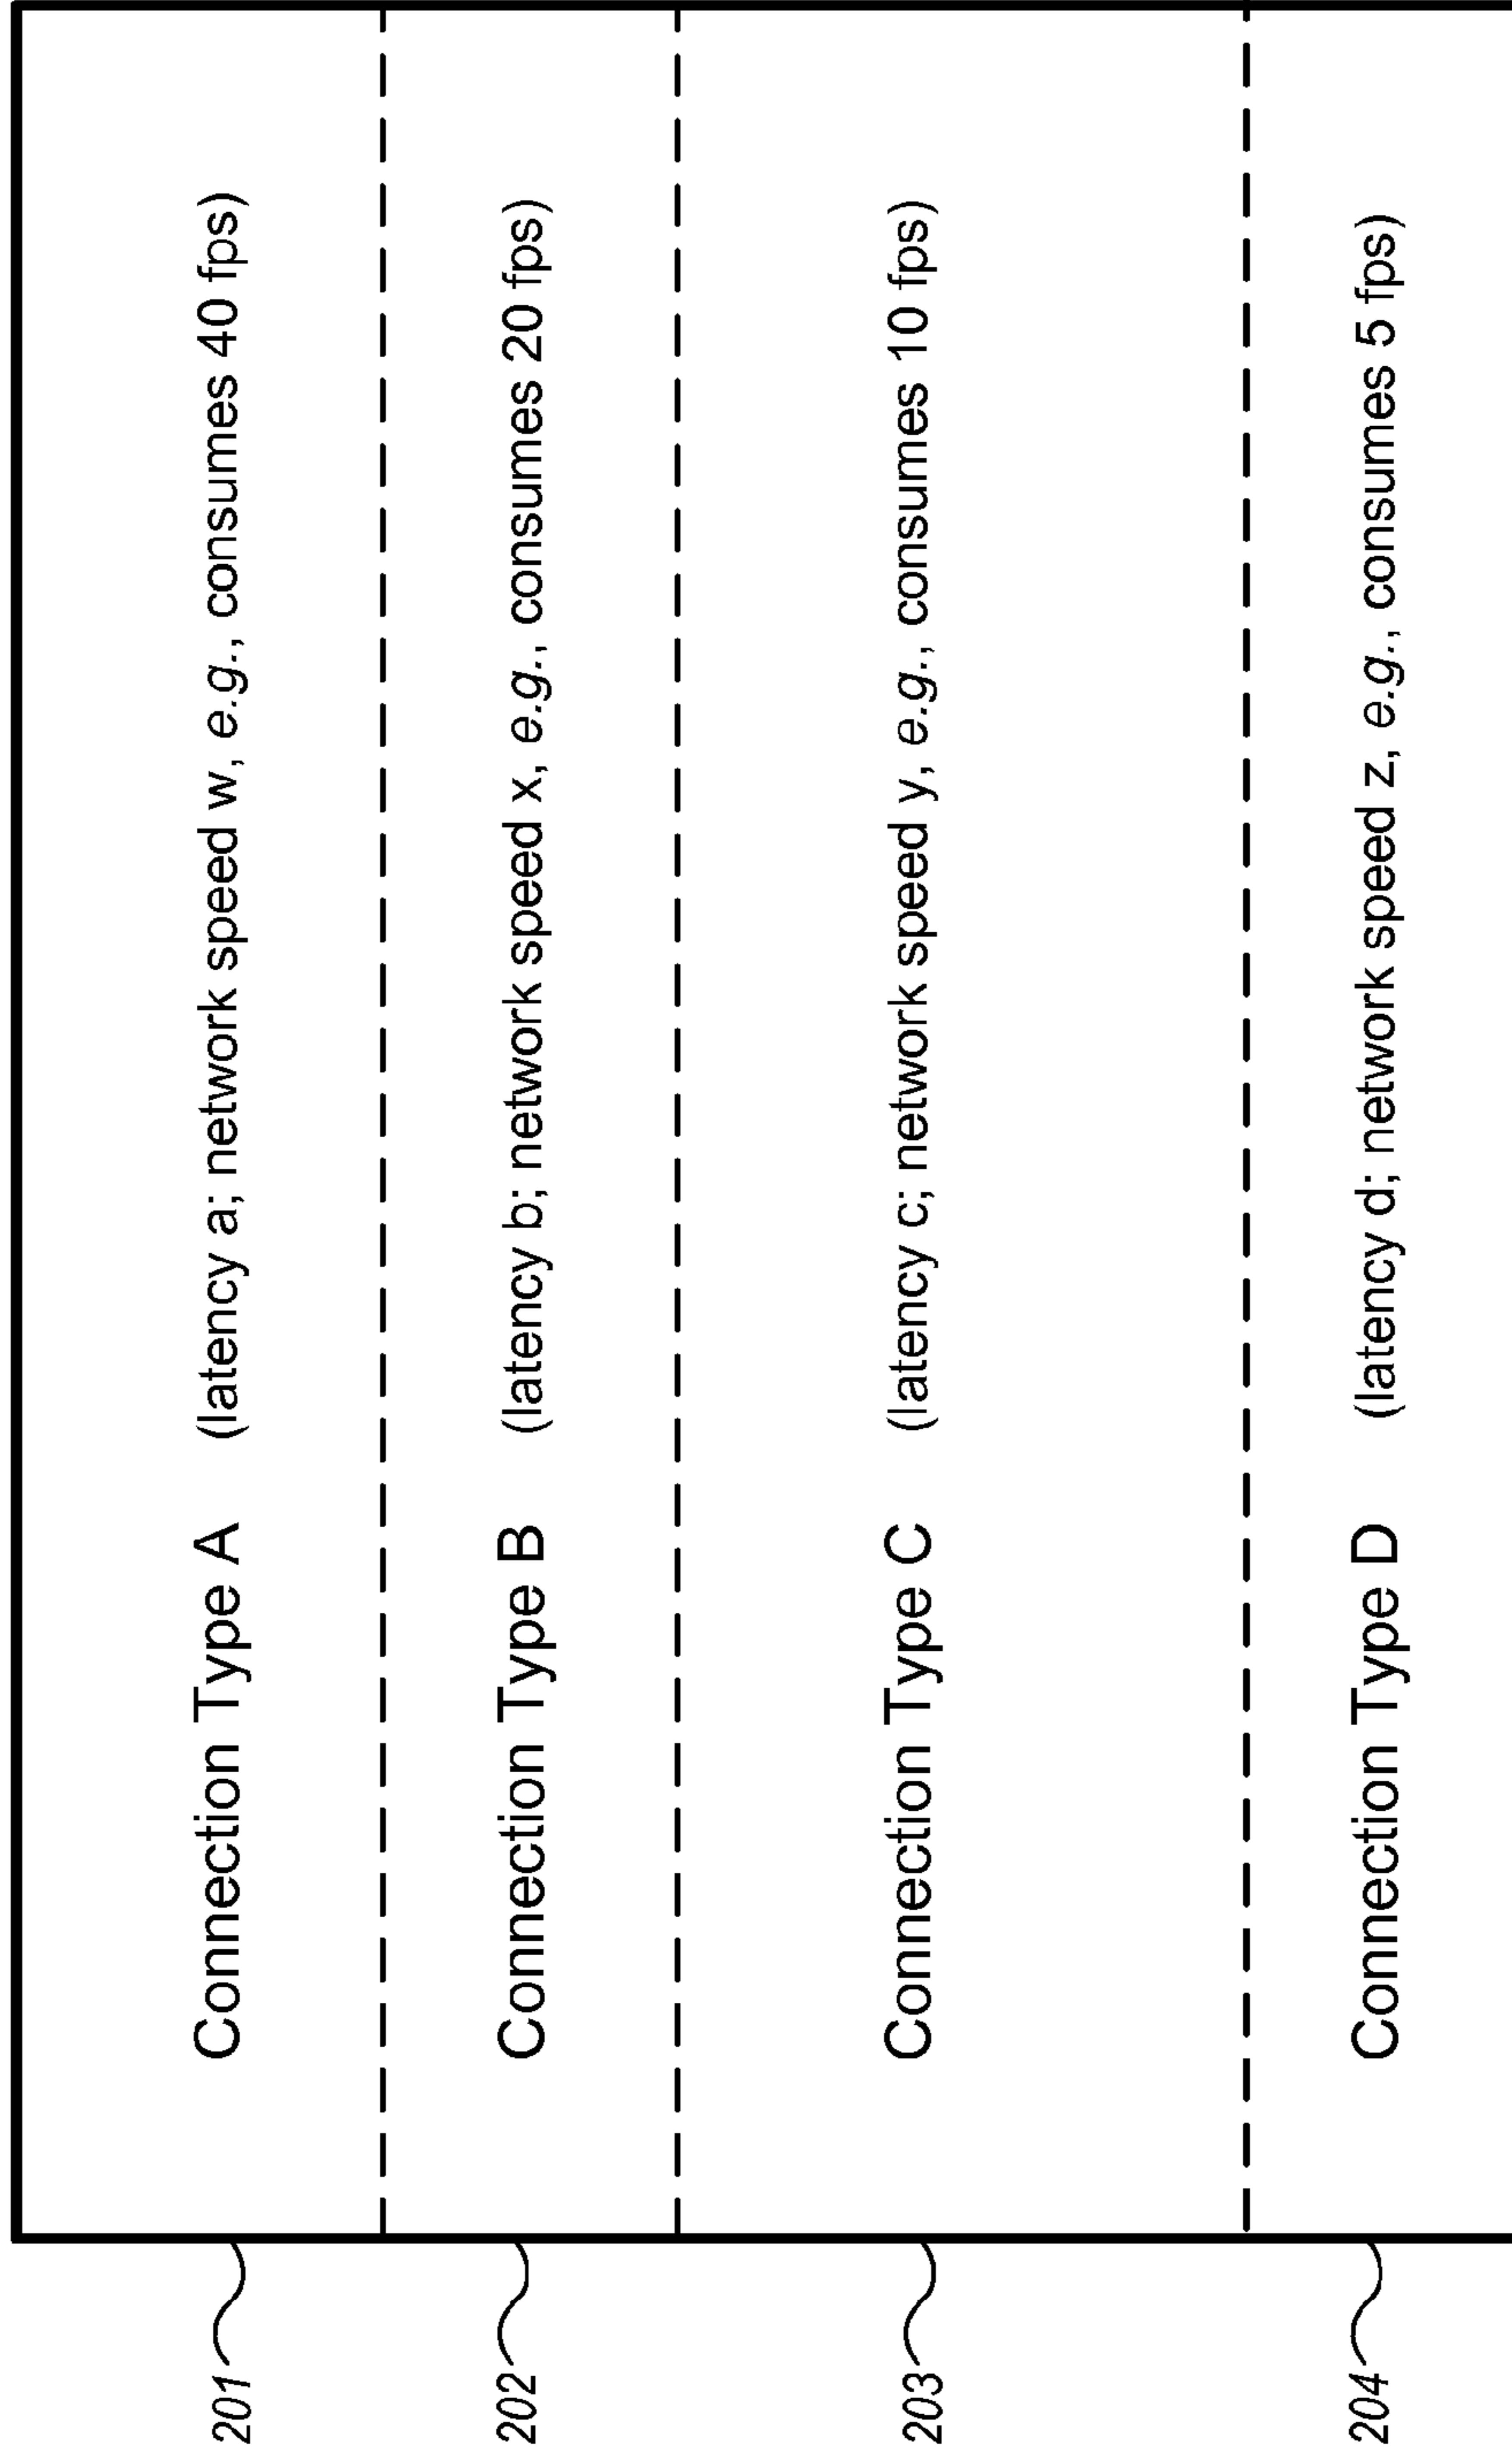 201 Connection Type A (latency a; network speed w, e.g., consumes 40 fps)
202 Connection Type B (latency b; network speed x, e.g., consumes 20 fps)
203 Connection Type C (latency c; network speed y, e.g., consumes 10 fps)
204 Connection Type D (latency d; network speed z, e.g., consumes 5 fps)